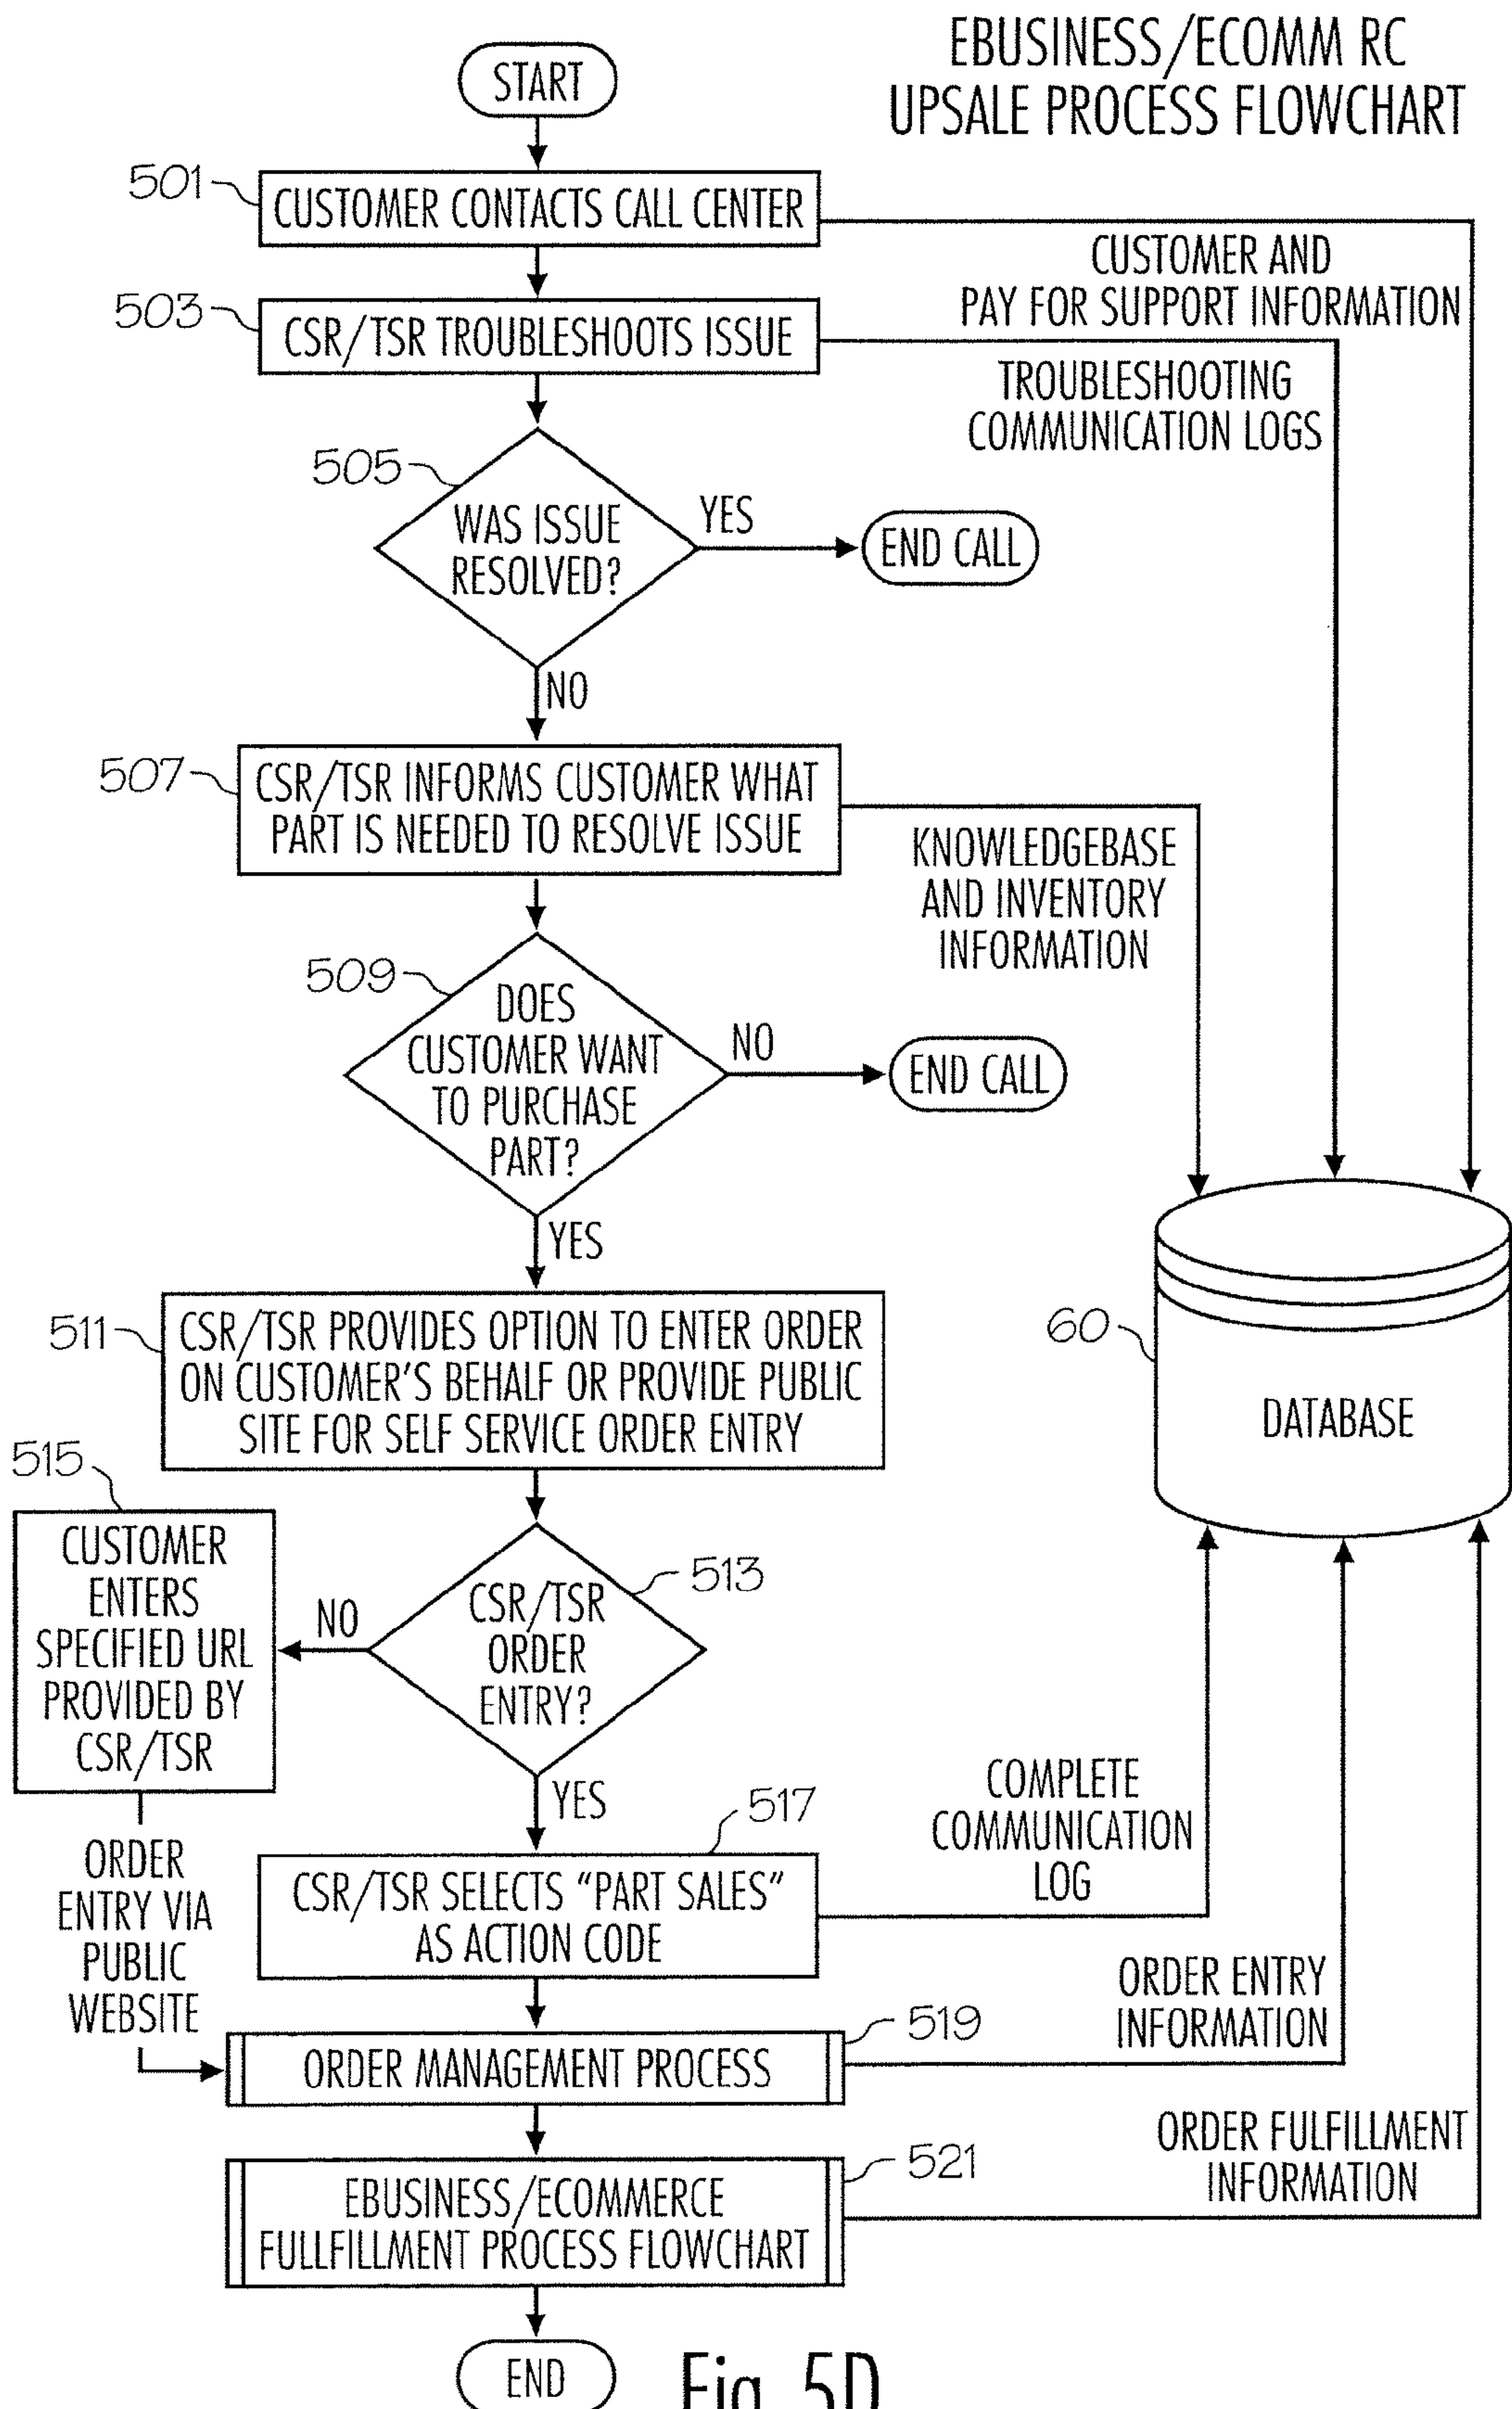 EBUSINESS/ECOMM RC
UPSALE PROCESS FLOWCHART
START
501
CUSTOMER CONTACTS CALL CENTER
CUSTOMER AND
PAY FOR SUPPORT INFORMATION
503
CSR/TSR TROUBLESHOOTS ISSUE
TROUBLESHOOTING
COMMUNICATION LOGS
505
WAS ISSUE
RESOLVED?
YES
END CALL
NO
507
CSR/TSR INFORMS CUSTOMER WHAT
PART IS NEEDED TO RESOLVE ISSUE
KNOWLEDGEBASE
AND INVENTORY
INFORMATION
509
DOES
CUSTOMER WANT
TO PURCHASE
PART?
NO
END CALL
YES
511
CSR/TSR PROVIDES OPTION TO ENTER ORDER
ON CUSTOMER'S BEHALF OR PROVIDE PUBLIC
SITE FOR SELF SERVICE ORDER ENTRY
60
DATABASE
515
CUSTOMER
ENTERS
SPECIFIED URL
PROVIDED BY
CSR/TSR
NO
513
CSR/TSR
ORDER
ENTRY?
YES
ORDER
ENTRY VIA
PUBLIC
WEBSITE
517
CSR/TSR SELECTS "PART SALES"
AS ACTION CODE
COMPLETE
COMMUNICATION
LOG
519
ORDER MANAGEMENT PROCESS
ORDER ENTRY
INFORMATION
521
EBUSINESS/ECOMMERCE
FULLFILLMENT PROCESS FLOWCHART
ORDER FULFILLMENT
INFORMATION
END
Fig. 5D